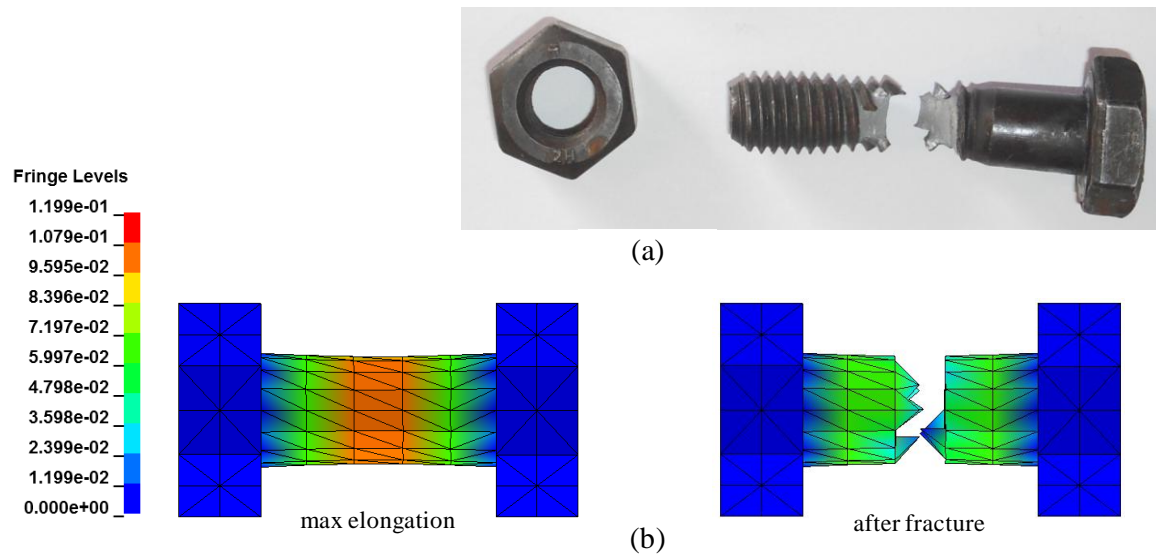 (a)
Fringe Levels
1.199e-01
1.079e-01
9.595e-02
8.396e-02
7.197e-02
5.997e-02
4.798e-02
3.598e-02
2.399e-02
1.199e-02
0.000e+00
max elongation
after fracture
(b)
2H